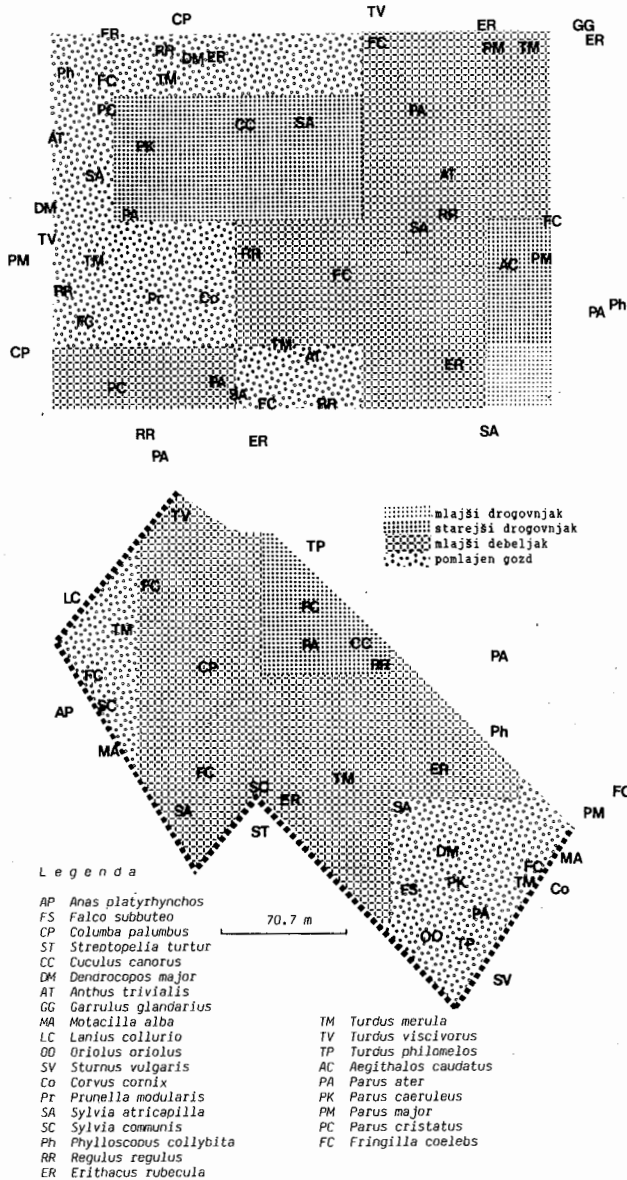 TV
CP
GG
ER
ER
ER
RR
FC
PM
TM
DM
ER
Ph
FC
TM
PC
CC
SA
PA
AT
PK
SA
AT
DM
PA
RR
FC
TV
SA
PM
TM
RR
AC
PM
RR
FC
Pr
Co
PA
Ph
FC
CP
TM
AT
ER
PC
PA
SA
FC
RR
RR
ER
SA
PA
mlajši drogovnjak
starejši drogovnjak
mlajši debeljak
pomlajen gozd
TV
TP
LC
FC
FC
TM
PA
CC
RR
PA
CP
FC
AP
SC
Ph
MA
FC
TM
ER
SC
ER
FC
SA
SA
PM
ST
DM
FC
MA
FS
PK
TM
Co
PA
OO
TP
SV
70.7 m
Legenda
AP Anas platyrhynchos
FS Falco subbuteo
CP Columba palumbus
ST Streptopelia turtur
CC Cuculus canorus
DM Dendrocopos major
AT Anthus trivialis
GG Garrulus glandarius
MA Motacilla alba
LC Lanius collurio
OO Oriolus oriolus
SV Sturnus vulgaris
Co Corvus cornix
Pr Prunella modularis
SA Sylvia atricapilla
SC Sylvia communis
Ph Phylloscopus collybita
RR Regulus regulus
ER Erithacus rubecula
TM Turdus merula
TV Turdus viscivorus
TP Turdus philomelos
AC Aegithalos caudatus
PA Parus ater
PK Parus caeruleus
PM Parus major
PC Parus cristatus
FC Fringilla coelebs